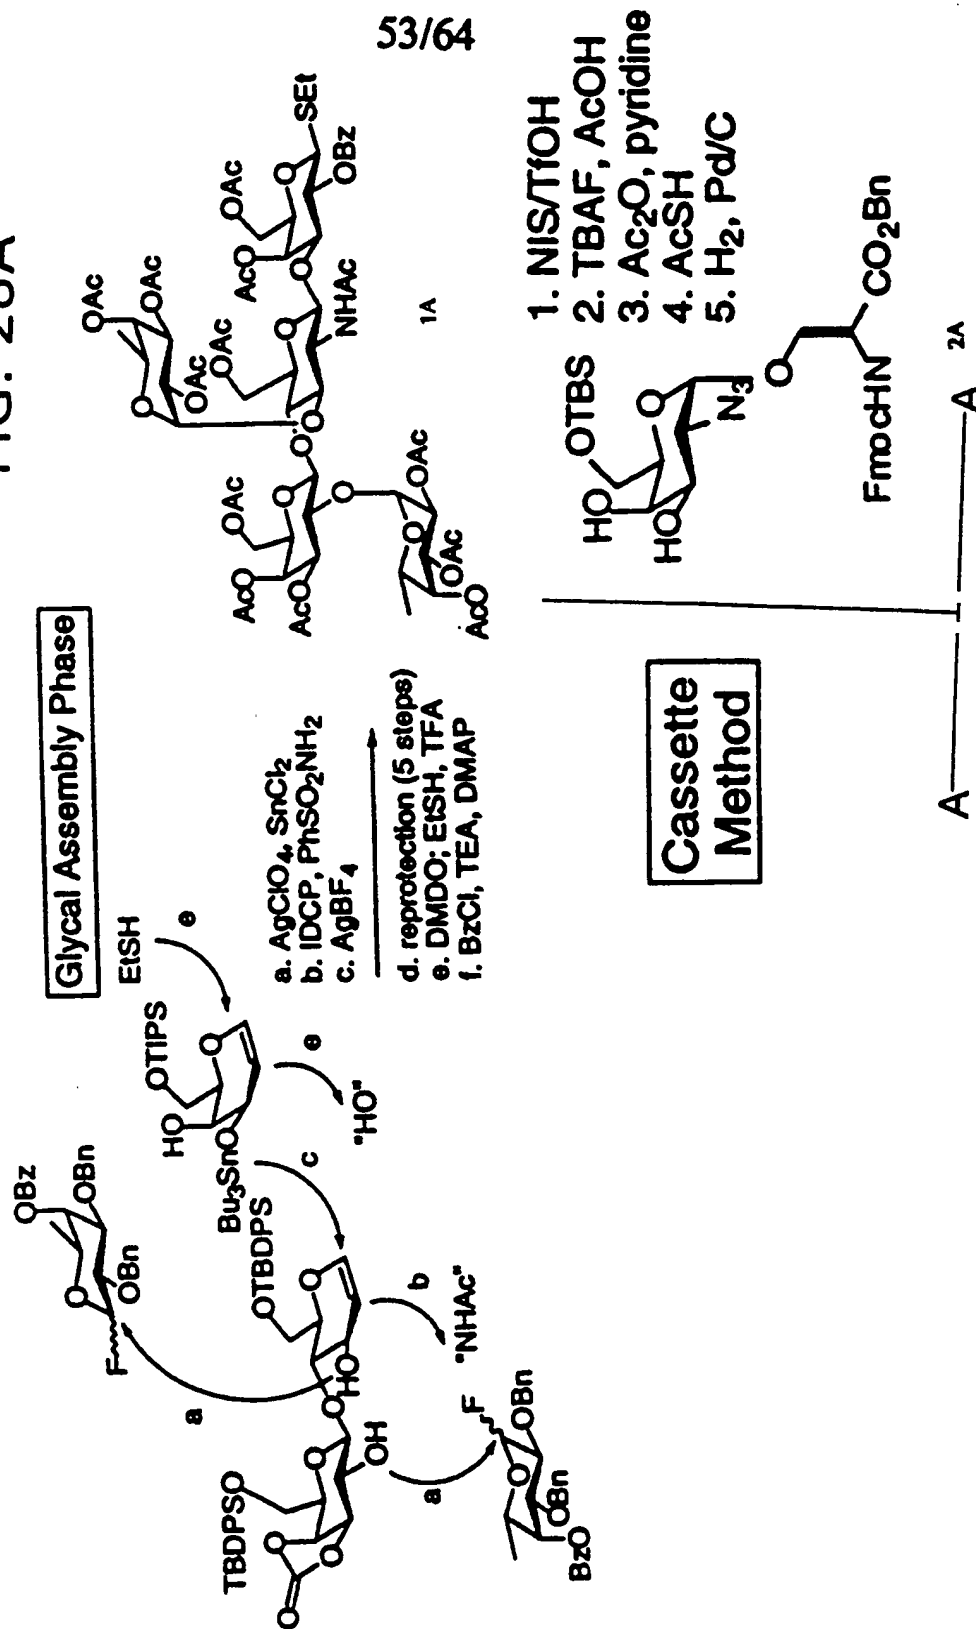 53/64
FIG. 26A
Glycal Assembly Phase
EtSH
e
OBz
OBn
OBn
O
F
a
HO
OTIPS
O
Bu3SnO
e
"HO"
c
OTBDPS
O
HO
b
"NHAc"
TBDPSO
O
O
O
O
O
OH
a
F
O
OBn
OBn
BzO
a. AgClO4, SnCl2
b. IDCP, PhSO2NH2
c. AgBF4
d. reprotection (5 steps)
e. DMDO; EtSH, TFA
f. BzCl, TEA, DMAP
OAc
OAc
OAc
O
AcO
OAc
O
SEt
OBz
O
OAc
O
NHAc
O
O
AcO
OAc
O
AcO
O
O
OAc
OAc
AcO
1A
Cassette
Method
HO
OTBS
O
HO
N3
O
FmocHN
CO2Bn
2A
1. NIS/TfOH
2. TBAF, AcOH
3. Ac2O, pyridine
4. AcSH
5. H2, Pd/C
A
A